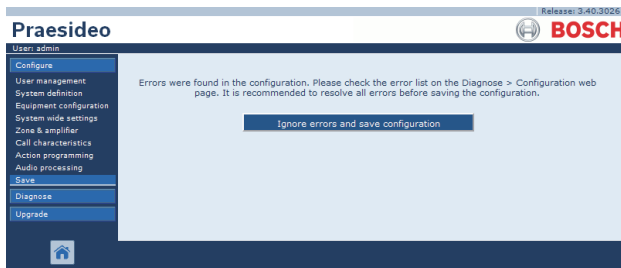 Release: 3.40.3026
Praesideo
BOSCH
User: admin
Configure
User management
System definition
Equipment configuration
System wide settings
Zone & amplifier
Call characteristics
Action programming
Audio processing
Save
Diagnose
Upgrade
Errors were found in the configuration. Please check the error list on the Diagnose > Configuration web
page. It is recommended to resolve all errors before saving the configuration.
Ignore errors and save configuration